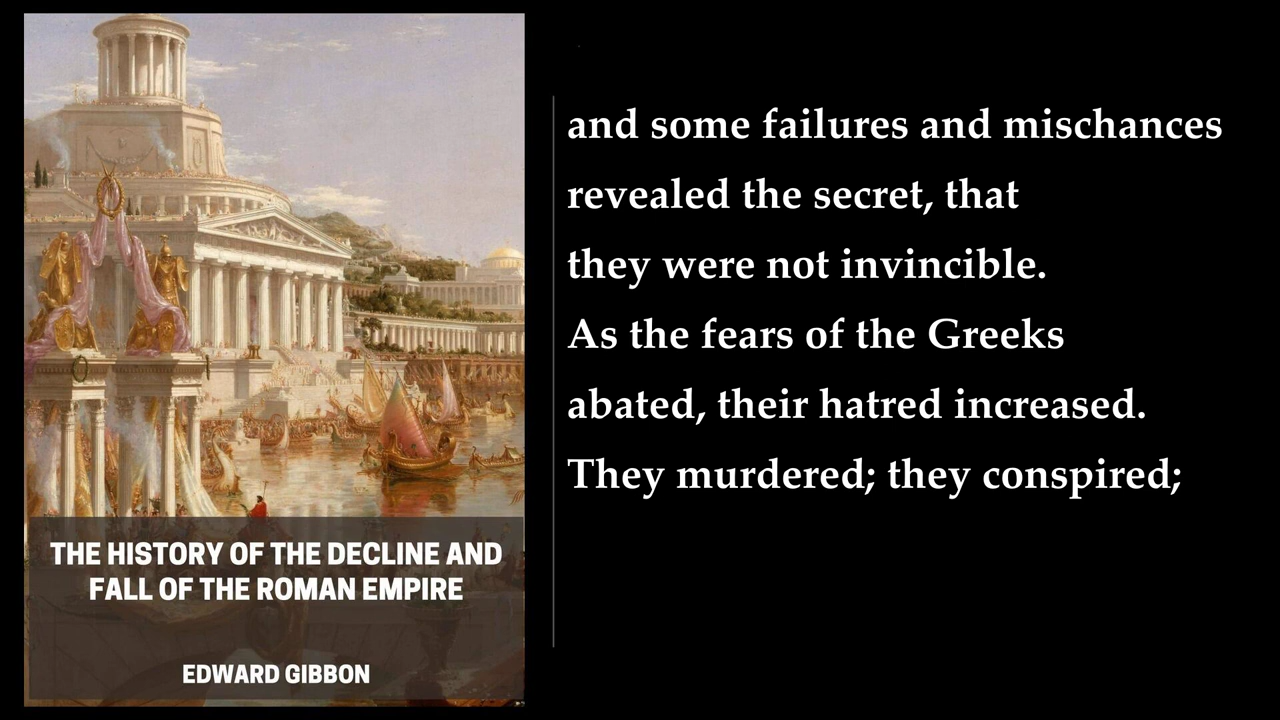 and some failures and mischances
revealed the secret, that
they were not invincible.
As the fears of the Greeks
abated, their hatred increased.
They murdered; they conspired;
THE HISTORY OF THE DECLINE AND
FALL OF THE ROMAN EMPIRE
EDWARD GIBBON